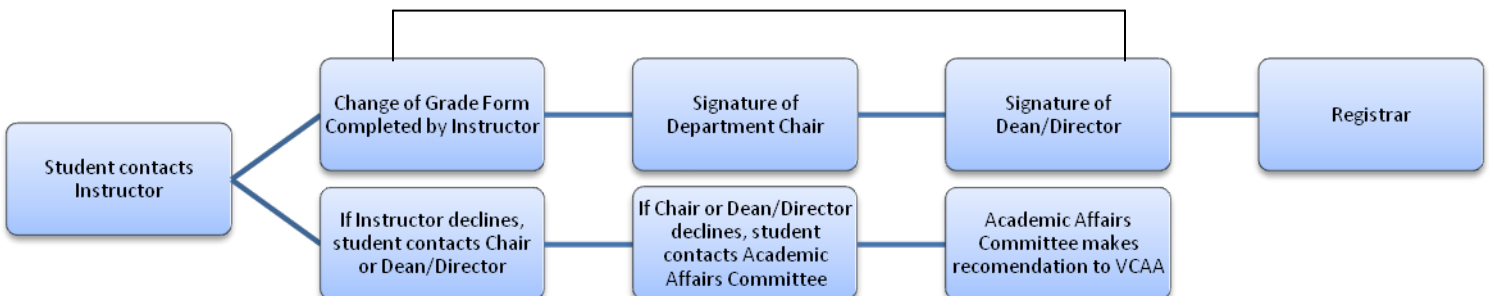 Student contacts
Instructor
Change of Grade Form
Completed by Instructor
Signature of
Department Chair
Signature of
Dean/Director
Registrar
If Instructor declines,
student contacts Chair
or Dean/Director
If Chair or Dean/Director
declines, student
contacts Academic
Affairs Committee
Academic Affairs
Committee makes
recomendation to VCAA